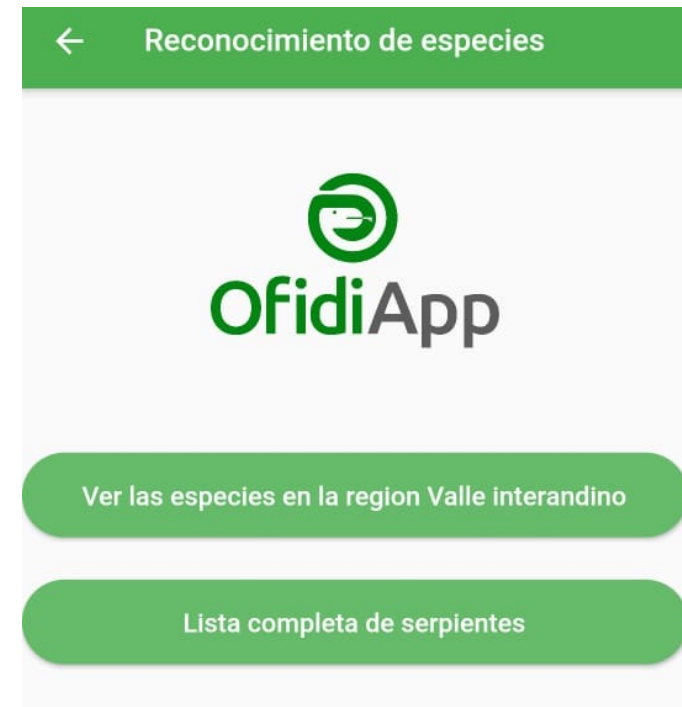 Reconocimiento de especies
OfidiApp
Ver las especies en la region Valle interandino
Lista completa de serpientes